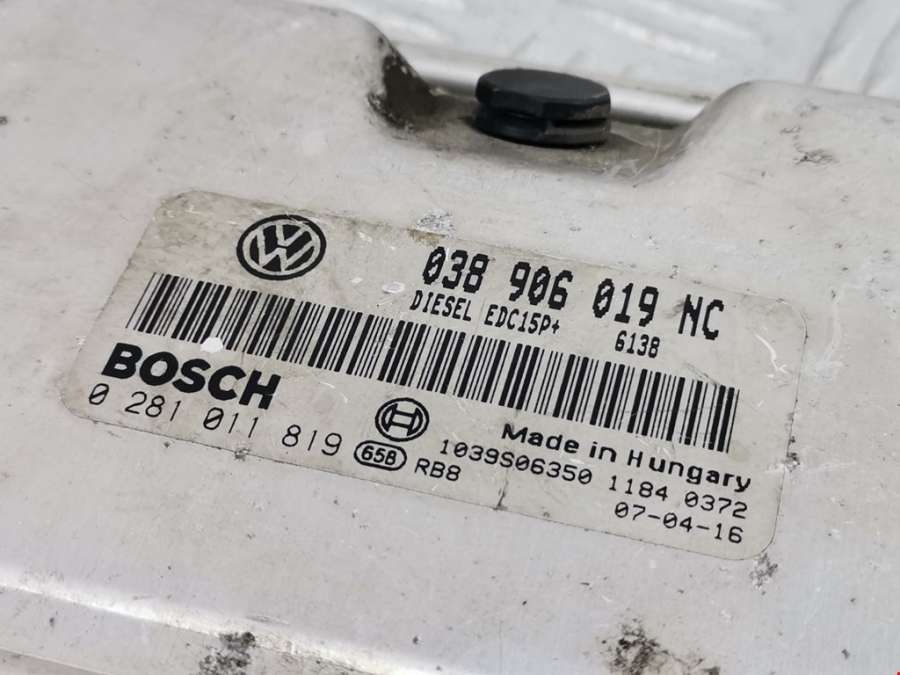 038 906 019 NC
DIESEL EDC15P+ 6138
BOSCH
0 281 011 819
Made in Hungary
658 RB8
1039S06350 1184 0372
07-04-16